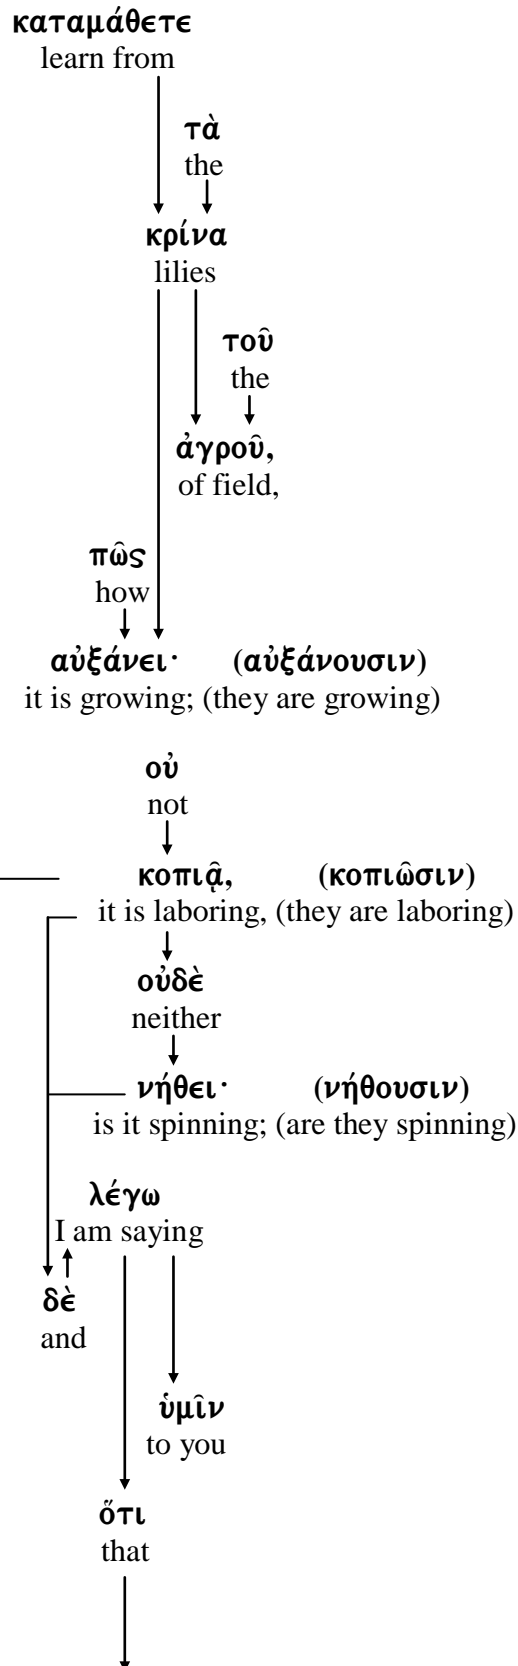 καταμάθετε
learn from
τὰ
the
κρίνα
lilies
τοῦ
the
ἀγροῦ,
of field,
πῶς
how
αὐξάνει· (αὐξάνουσιν)
it is growing; (they are growing)
οὐ
not
κοπιᾷ, (κοπιῶσιν)
it is laboring, (they are laboring)
οὐδὲ
neither
νήθει· (νήθουσιν)
is it spinning; (are they spinning)
λέγω
I am saying
δὲ
and
ὑμῖν
to you
ὅτι
that